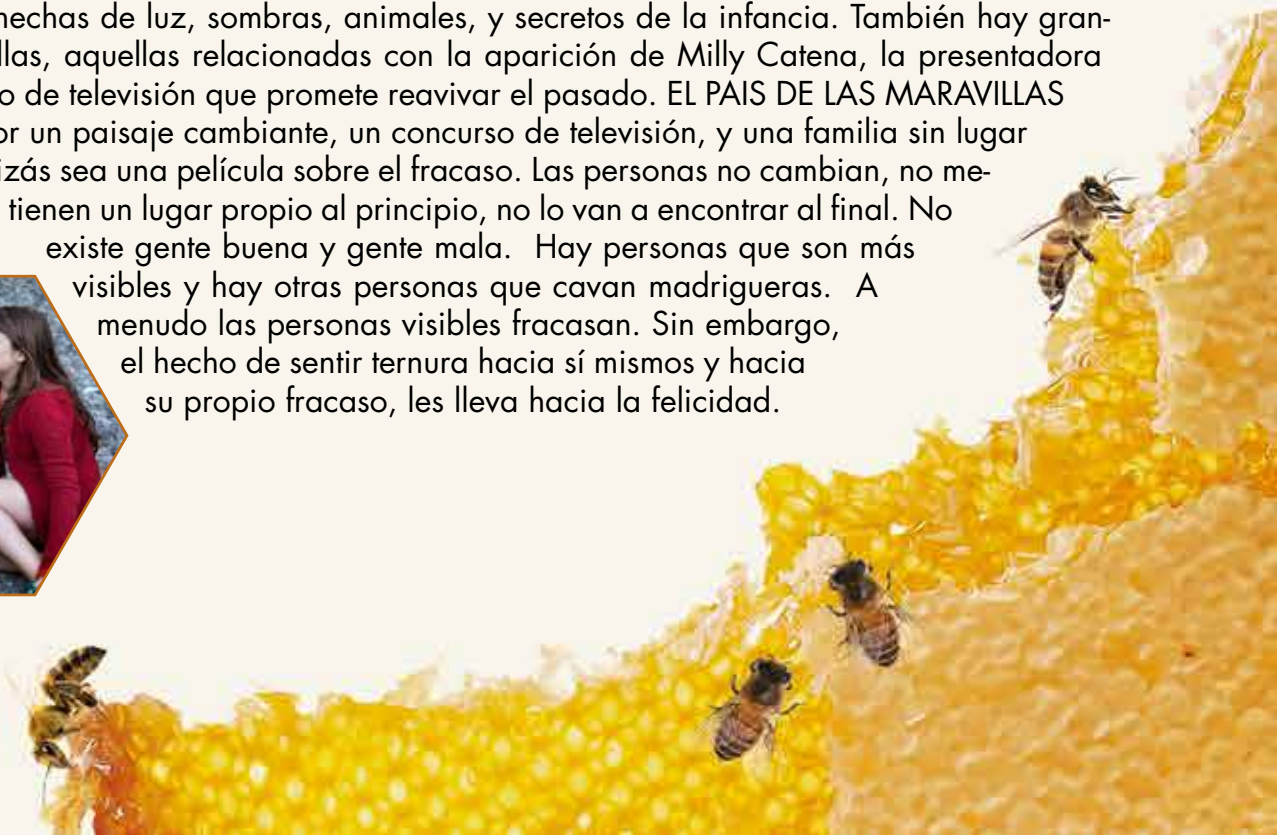 hechas de luz, sombras, animales, y secretos de la infancia. También hay gran-
llas, aquellas relacionadas con la aparición de Milly Catena, la presentadora
o de televisión que promete reavivar el pasado. EL PAIS DE LAS MARAVILLAS
or un paisaje cambiante, un concurso de televisión, y una familia sin lugar
izás sea una película sobre el fracaso. Las personas no cambian, no me-
tienen un lugar propio al principio, no lo van a encontrar al final. No
existe gente buena y gente mala. Hay personas que son más
visibles y hay otras personas que cavan madrigueras. A
menudo las personas visibles fracasan. Sin embargo,
el hecho de sentir ternura hacia sí mismos y hacia
su propio fracaso, les lleva hacia la felicidad.